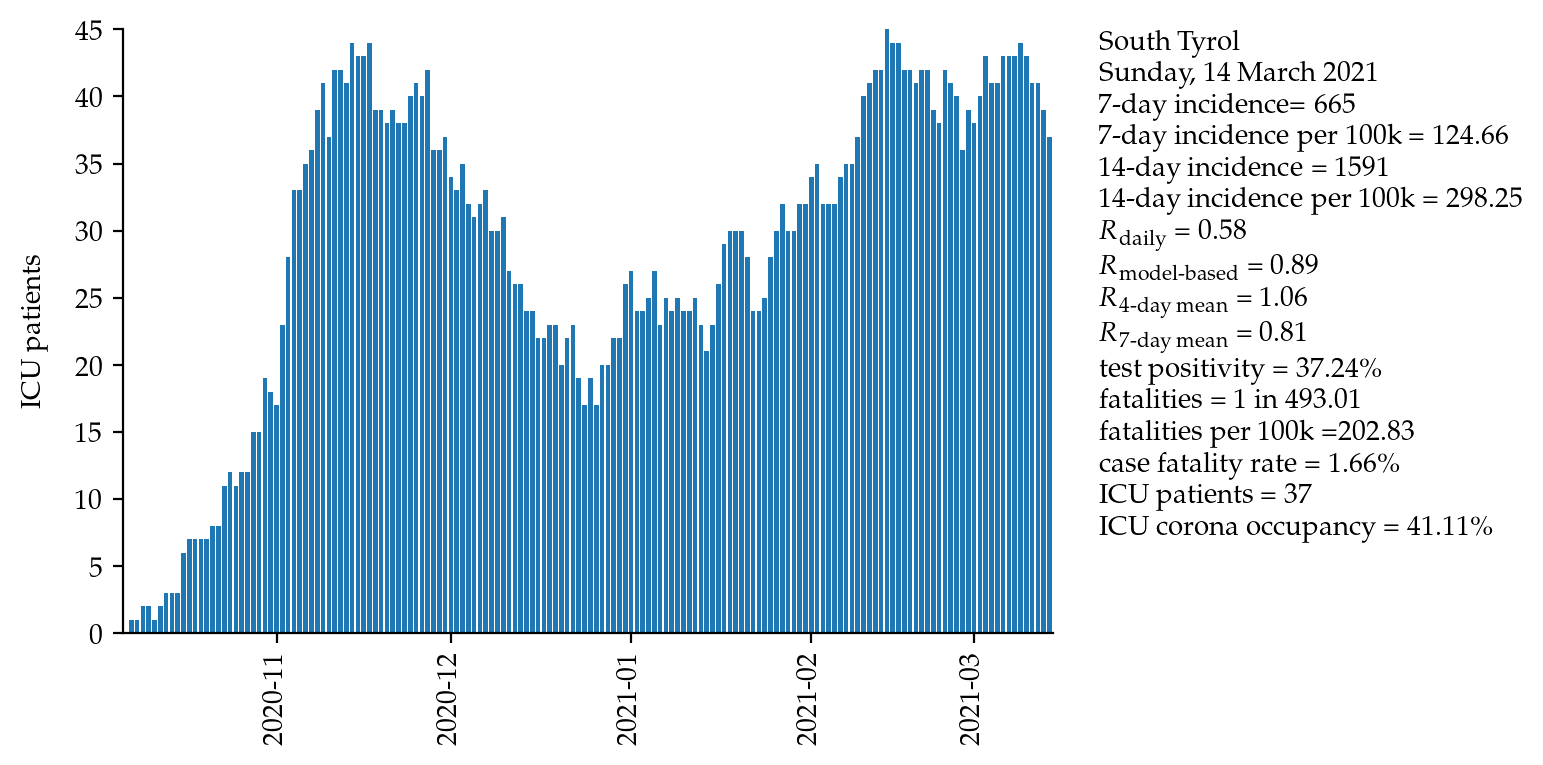 45
40
35
30
25
20
15
10
5
0
ICU patients
2020-11
2020-12
2021-01
2021-02
2021-03
South Tyrol
Sunday, 14 March 2021
7-day incidence= 665
7-day incidence per 100k = 124.66
14-day incidence = 1591
14-day incidence per 100k = 298.25
R daily = 0.58
R model-based = 0.89
R 4-day mean = 1.06
R 7-day mean = 0.81
test positivity = 37.24%
fatalities = 1 in 493.01
fatalities per 100k =202.83
case fatality rate = 1.66%
ICU patients = 37
ICU corona occupancy = 41.11%